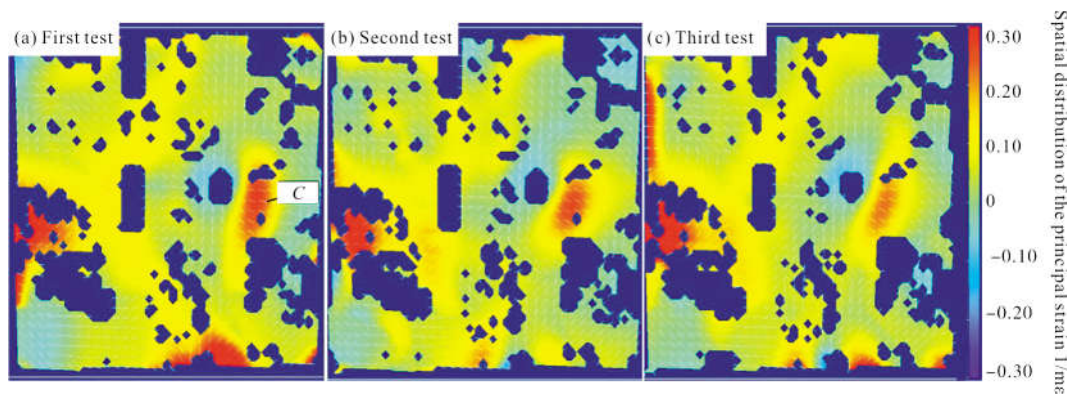 (a) First test
(b) Second test
(c) Third test
C
0.30
0.20
0.10
0
−0.10
−0.20
−0.30
Spatial distribution of the principal strain 1/mε